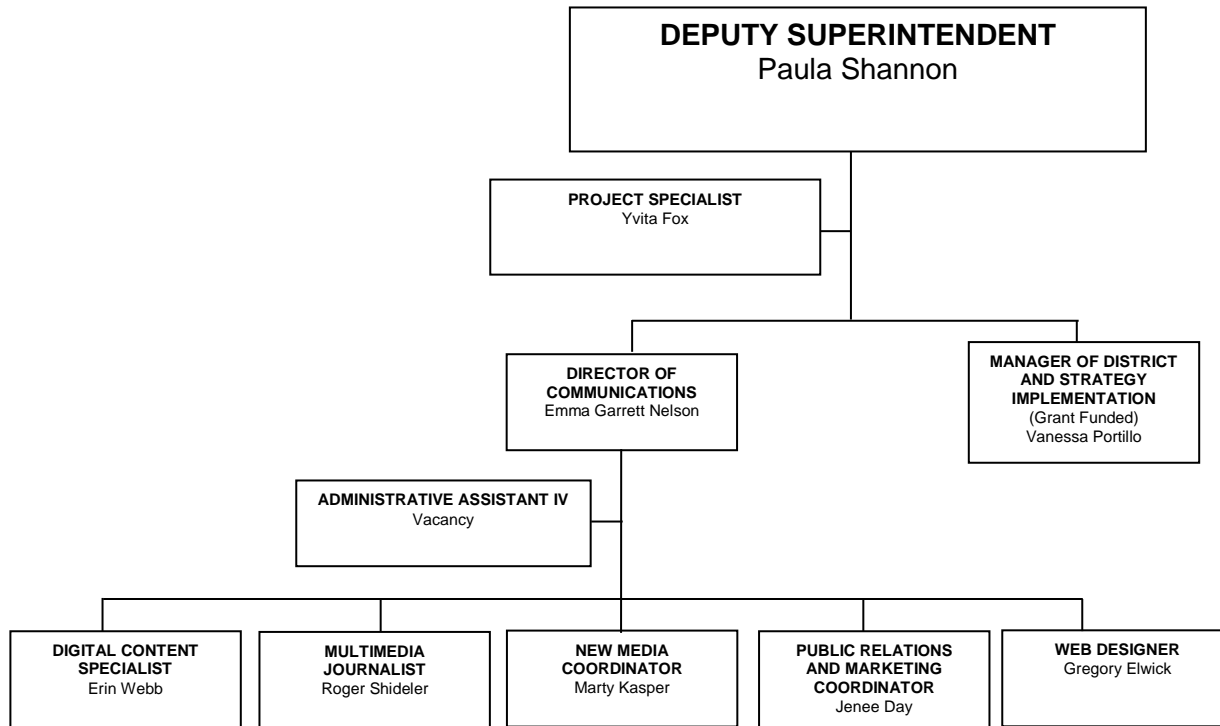 DEPUTY SUPERINTENDENT
Paula Shannon
PROJECT SPECIALIST
Yvita Fox
DIRECTOR OF
COMMUNICATIONS
Emma Garrett Nelson
MANAGER OF DISTRICT
AND STRATEGY
IMPLEMENTATION
(Grant Funded)
Vanessa Portillo
ADMINISTRATIVE ASSISTANT IV
Vacancy
DIGITAL CONTENT
SPECIALIST
Erin Webb
MULTIMEDIA
JOURNALIST
Roger Shideler
NEW MEDIA
COORDINATOR
Marty Kasper
PUBLIC RELATIONS
AND MARKETING
COORDINATOR
Jenee Day
WEB DESIGNER
Gregory Elwick